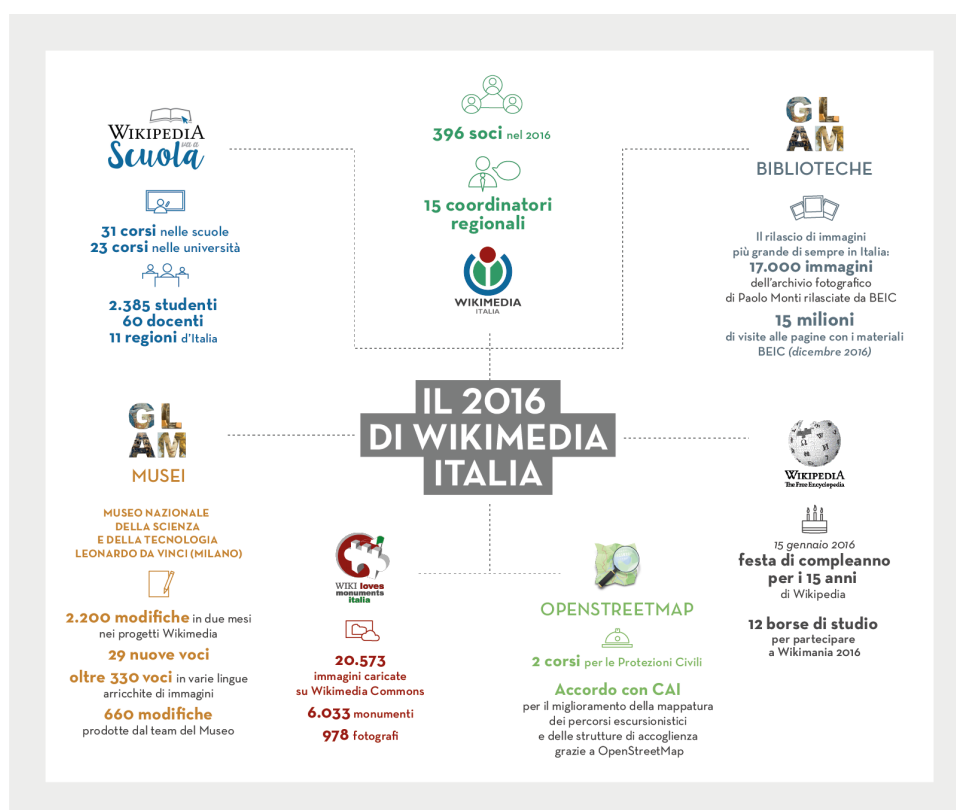 WIKIPEDIA
va a
Scuola
31 corsi nelle scuole
23 corsi nelle università
2.385 studenti
60 docenti
11 regioni d'Italia
396 soci nel 2016
15 coordinatori
regionali
WIKIMEDIA
ITALIA
GL
AM
BIBLIOTECHE
Il rilascio di immagini
più grande di sempre in Italia:
17.000 immagini
dell'archivio fotografico
di Paolo Monti rilasciate da BEIC
15 milioni
di visite alle pagine con i materiali
BEIC (dicembre 2016)
IL 2016
DI WIKIMEDIA
ITALIA
GL
AM
MUSEI
MUSEO NAZIONALE
DELLA SCIENZA
E DELLA TECNOLOGIA
LEONARDO DA VINCI (MILANO)
2.200 modifiche in due mesi
nei progetti Wikimedia
29 nuove voci
oltre 330 voci in varie lingue
arricchite di immagini
660 modifiche
prodotte dal team del Museo
WIKI loves
monuments
italia
20.573
immagini caricate
su Wikimedia Commons
6.033 monumenti
978 fotografi
OPENSTREETMAP
2 corsi per le Protezioni Civili
Accordo con CAI
per il miglioramento della mappatura
dei percorsi escursionistici
e delle strutture di accoglienza
grazie a OpenStreetMap
WIKIPEDIA
The Free Encyclopedia
15 gennaio 2016
festa di compleanno
per i 15 anni
di Wikipedia
12 borse di studio
per partecipare
a Wikimania 2016